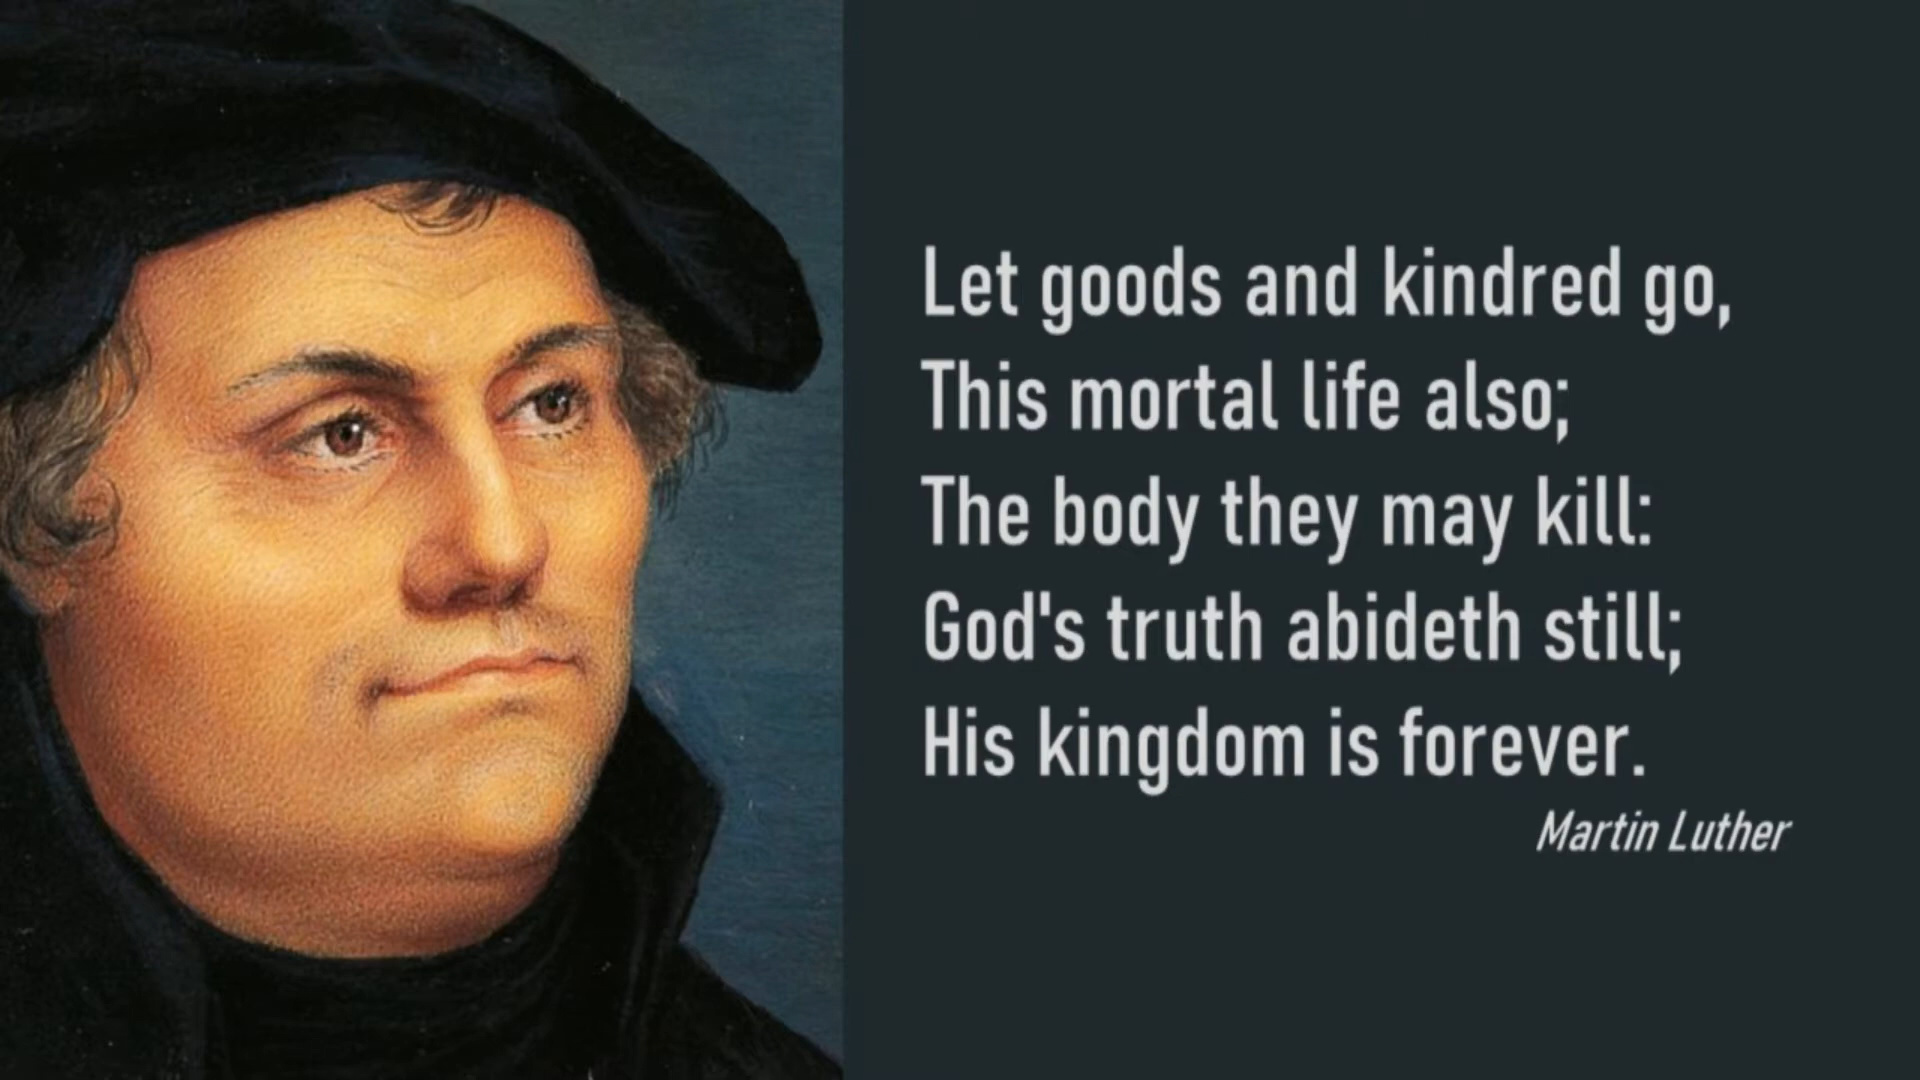 Let goods and kindred go,
This mortal life also;
The body they may kill:
God's truth abideth still;
His kingdom is forever.
Martin Luther